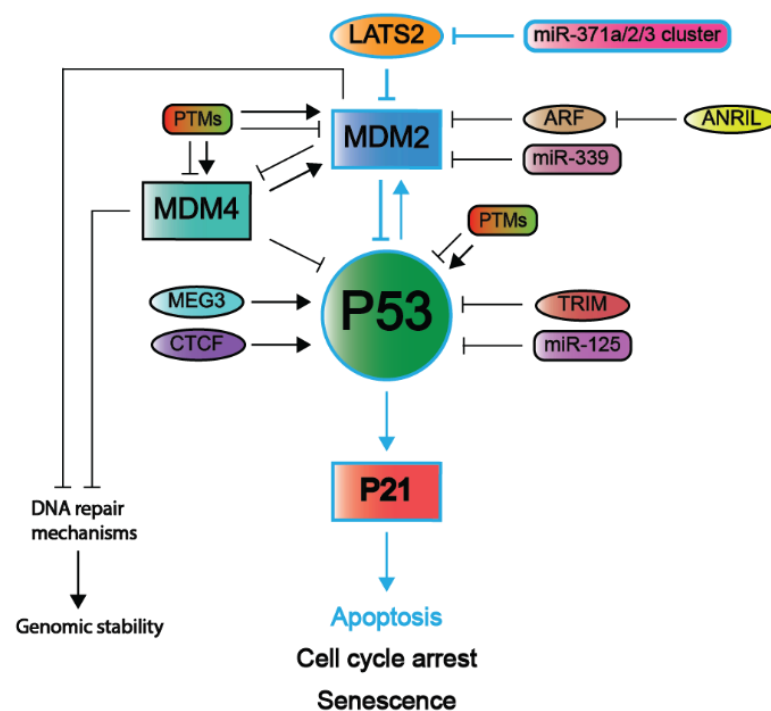 LATS2
miR-371a/2/3 cluster
PTMs
MDM2
ARF
ANRIL
miR-339
MDM4
PTMs
MEG3
P53
TRIM
CTCF
miR-125
P21
DNA repair
mechanisms
Genomic stability
Apoptosis
Cell cycle arrest
Senescence